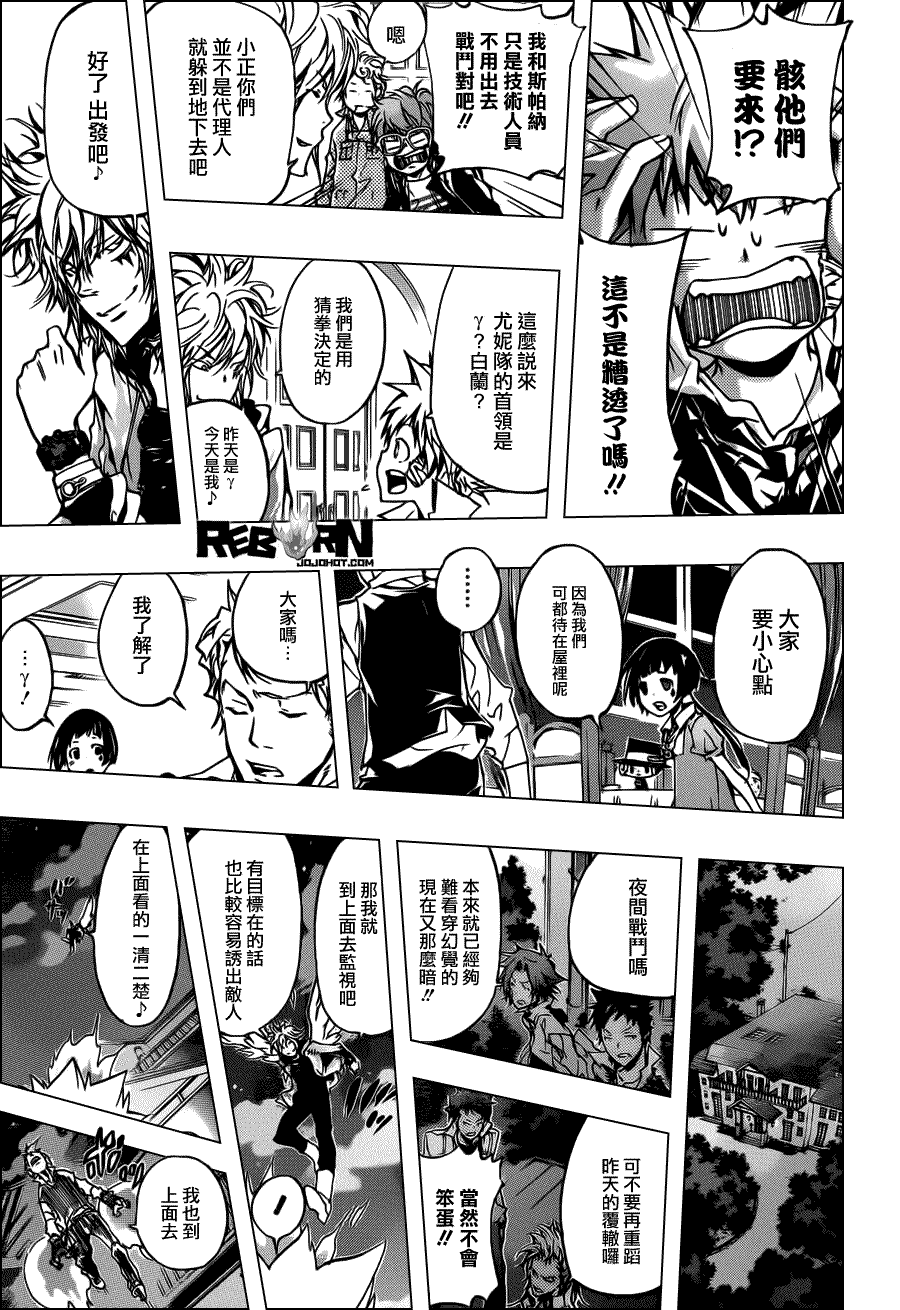 骸他們
要來!?
這不是糟透了嗎!!
我和斯帕納
只是技術人員
不用出去
戰鬥對吧!!
嗯
小正你們
並不是代理人
就躲到地下去吧
好了 出發吧♪
這麼説來
尤妮隊的首領是
γ?白蘭?
我們是用
猜拳決定的
昨天是γ
今天是我♪
REBORN
JOJOHOT.COM
大家
要小心點
因為我們
可都待在屋裡呢
……
大家嗎…
我了解了
…γ!
夜間戰鬥嗎
本來就已經夠
難看穿幻覺的
現在又那麼暗!!
可不要再重蹈
昨天的覆轍囉
當然不會
笨蛋!!
那我就
到上面去監視吧
有目標在的話
也比較容易誘出敵人
在上面看的一清二楚♪
我也到
上面去